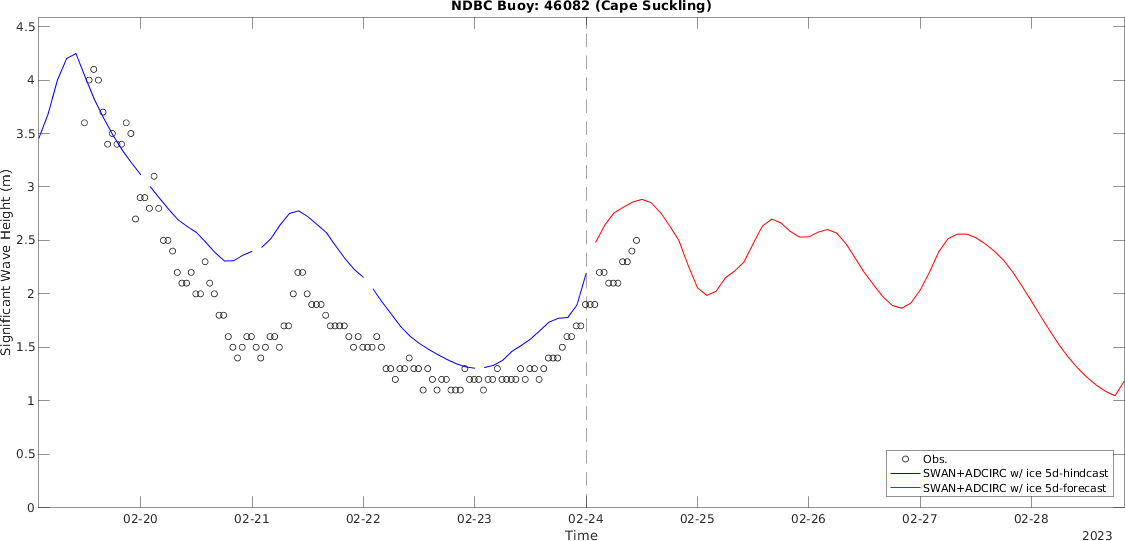 NDBC Buoy: 46082 (Cape Suckling)
Significant Wave Height (m)
4.5
4
3.5
3
2.5
2
1.5
1
0.5
0
Obs.
SWAN+ADCIRC w/ ice 5d-hindcast
SWAN+ADCIRC w/ ice 5d-forecast
02-20 02-21 02-22 02-23 02-24 02-25 02-26 02-27 02-28
Time
2023